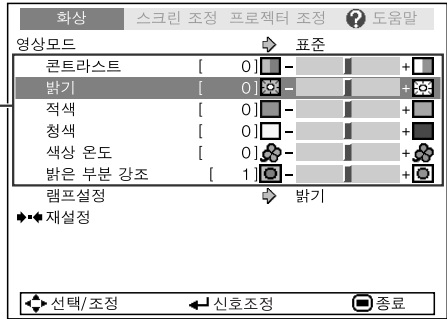 화상 스크린 조정 프로젝터 조정 ? 도움말
영상모드 표준
콘트라스트 [ 0] - +
밝기 [ 0] - +
적색 [ 0] - +
청색 [ 0] - +
색상 온도 [ 0] - +
밝은 부분 강조 [ 1] - +
램프설정 밝기
재설정
선택/조정 신호조정 종료